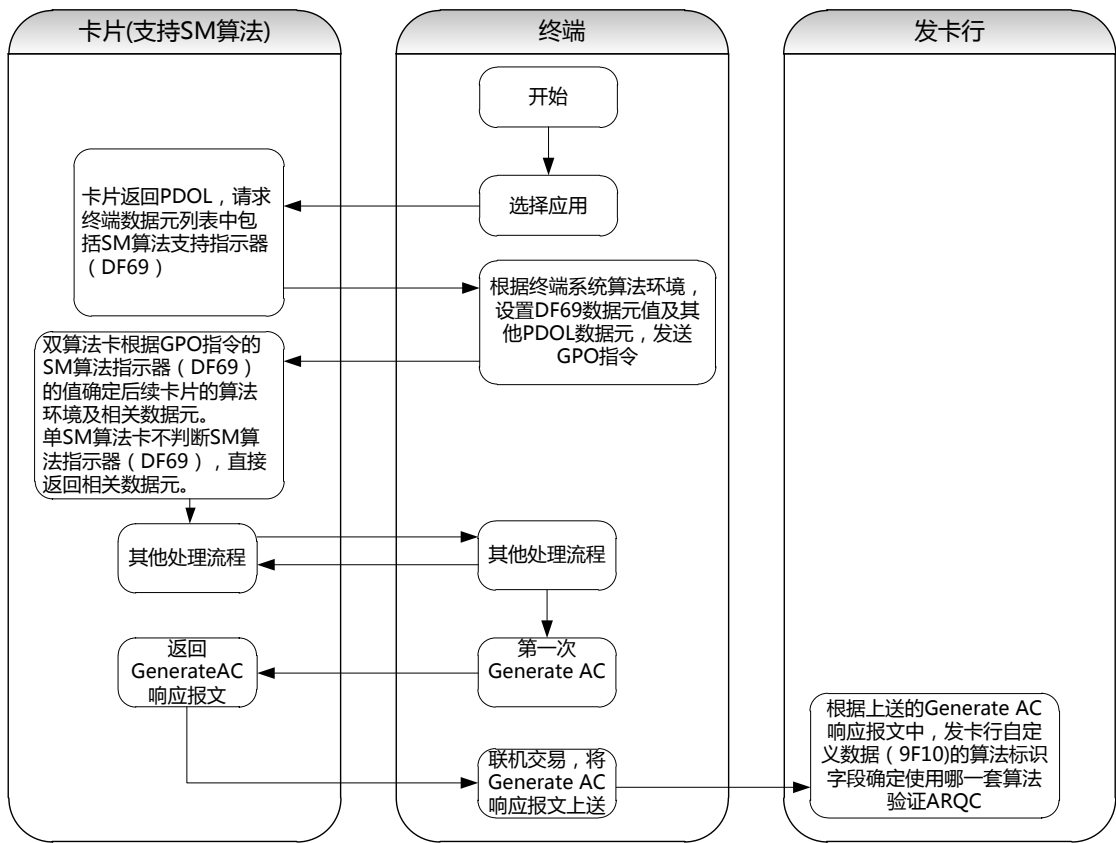 卡片(支持SM算法)
终端
发卡行
开始
选择应用
卡片返回PDOL，请求
终端数据元列表中包
括SM算法支持指示器
（DF69）
根据终端系统算法环境，
设置DF69数据元值及其
他PDOL数据元，发送
GPO指令
双算法卡根据GPO指令的
SM算法指示器（DF69）
的值确定后续卡片的算法
环境及相关数据元。
单SM算法卡不判断SM算
法指示器（DF69），直接
返回相关数据元。
其他处理流程
其他处理流程
第一次
Generate AC
返回
GenerateAC
响应报文
联机交易，将
Generate AC
响应报文上送
根据上送的Generate AC
响应报文中，发卡行自定
义数据（9F10)的算法标识
字段确定使用哪一套算法
验证ARQC